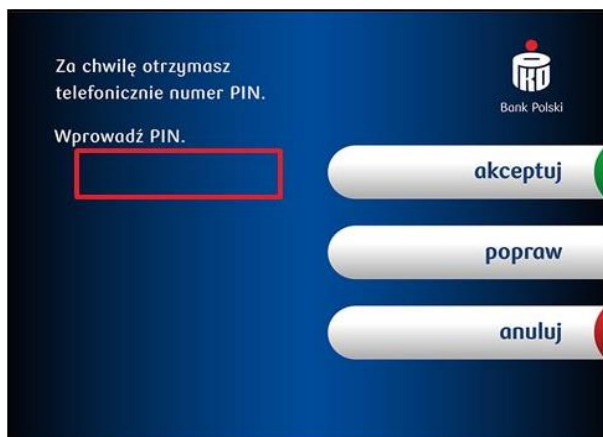 Za chwilę otrzymasz
telefonicznie numer PIN.
Wprowadź PIN.
PKO
Bank Polski
akceptuj
popraw
anuluj